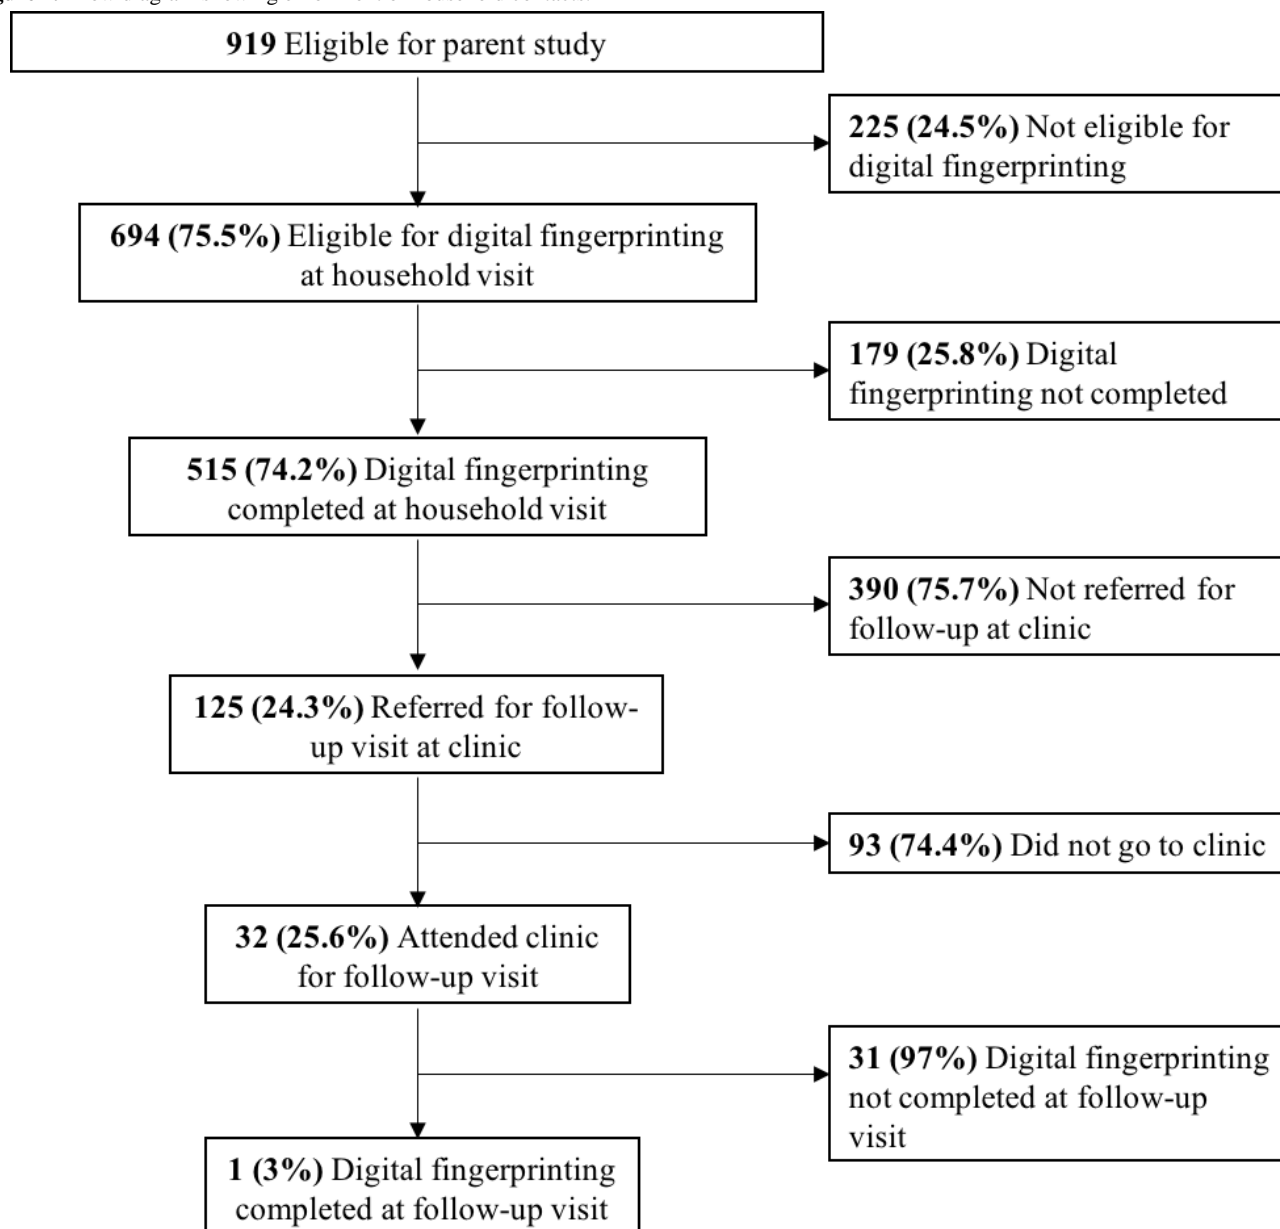 919 Eligible for parent study
225 (24.5%) Not eligible for
digital fingerprinting
694 (75.5%) Eligible for digital fingerprinting
at household visit
179 (25.8%) Digital
fingerprinting not completed
515 (74.2%) Digital fingerprinting
completed at household visit
390 (75.7%) Not referred for
follow-up at clinic
125 (24.3%) Referred for follow-
up visit at clinic
93 (74.4%) Did not go to clinic
32 (25.6%) Attended clinic
for follow-up visit
31 (97%) Digital fingerprinting
not completed at follow-up
visit
1 (3%) Digital fingerprinting
completed at follow-up visit